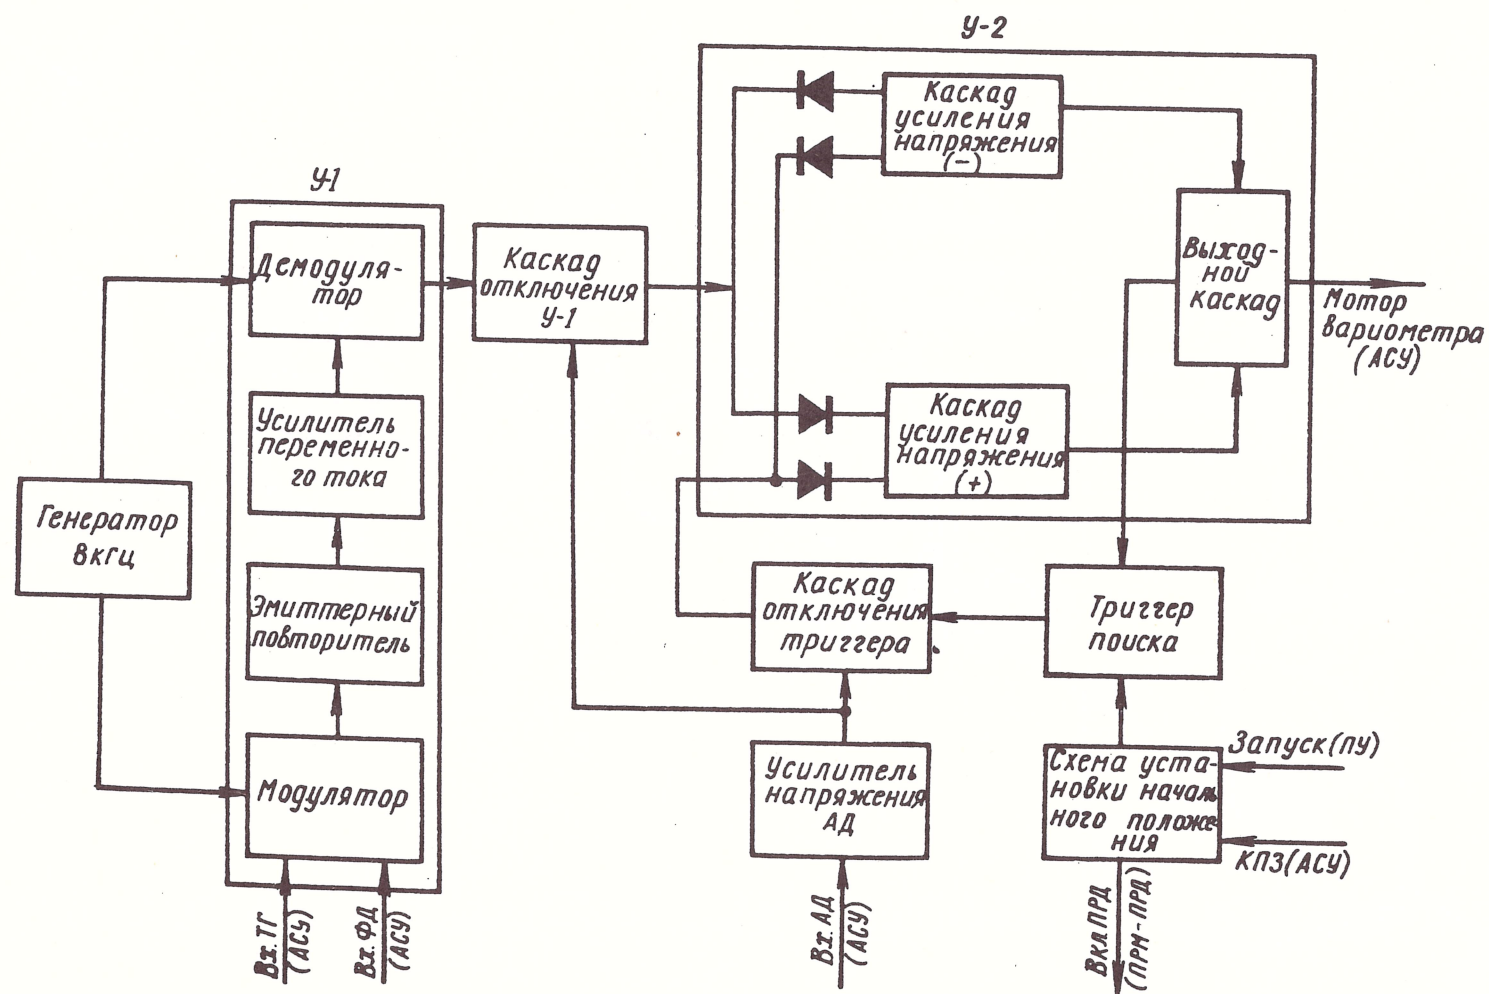 У-2
Каскад
усиления
напряжения
(-)
У-1
Демодуля-
тор
Каскад
отключения
У-1
Выход-
ной
каскад
Мотор
вариометра
(АСУ)
Усилитель
переменно-
го тока
Каскад
усиления
напряжения
(+)
Генератор
8кгц
Эмиттерный
повторитель
Каскад
отключения
триггера
Триггер
поиска
Модулятор
Усилитель
напряжения
АД
Схема уста-
новки началь
ного положе-
ния
Запуск(ПУ)
КПЗ(АСУ)
Вх.ТГ
(АСУ)
Вх.ФД
(АСУ)
Вх.АД
(АСУ)
Вкл ПРД
(ПРМ-ПРД)